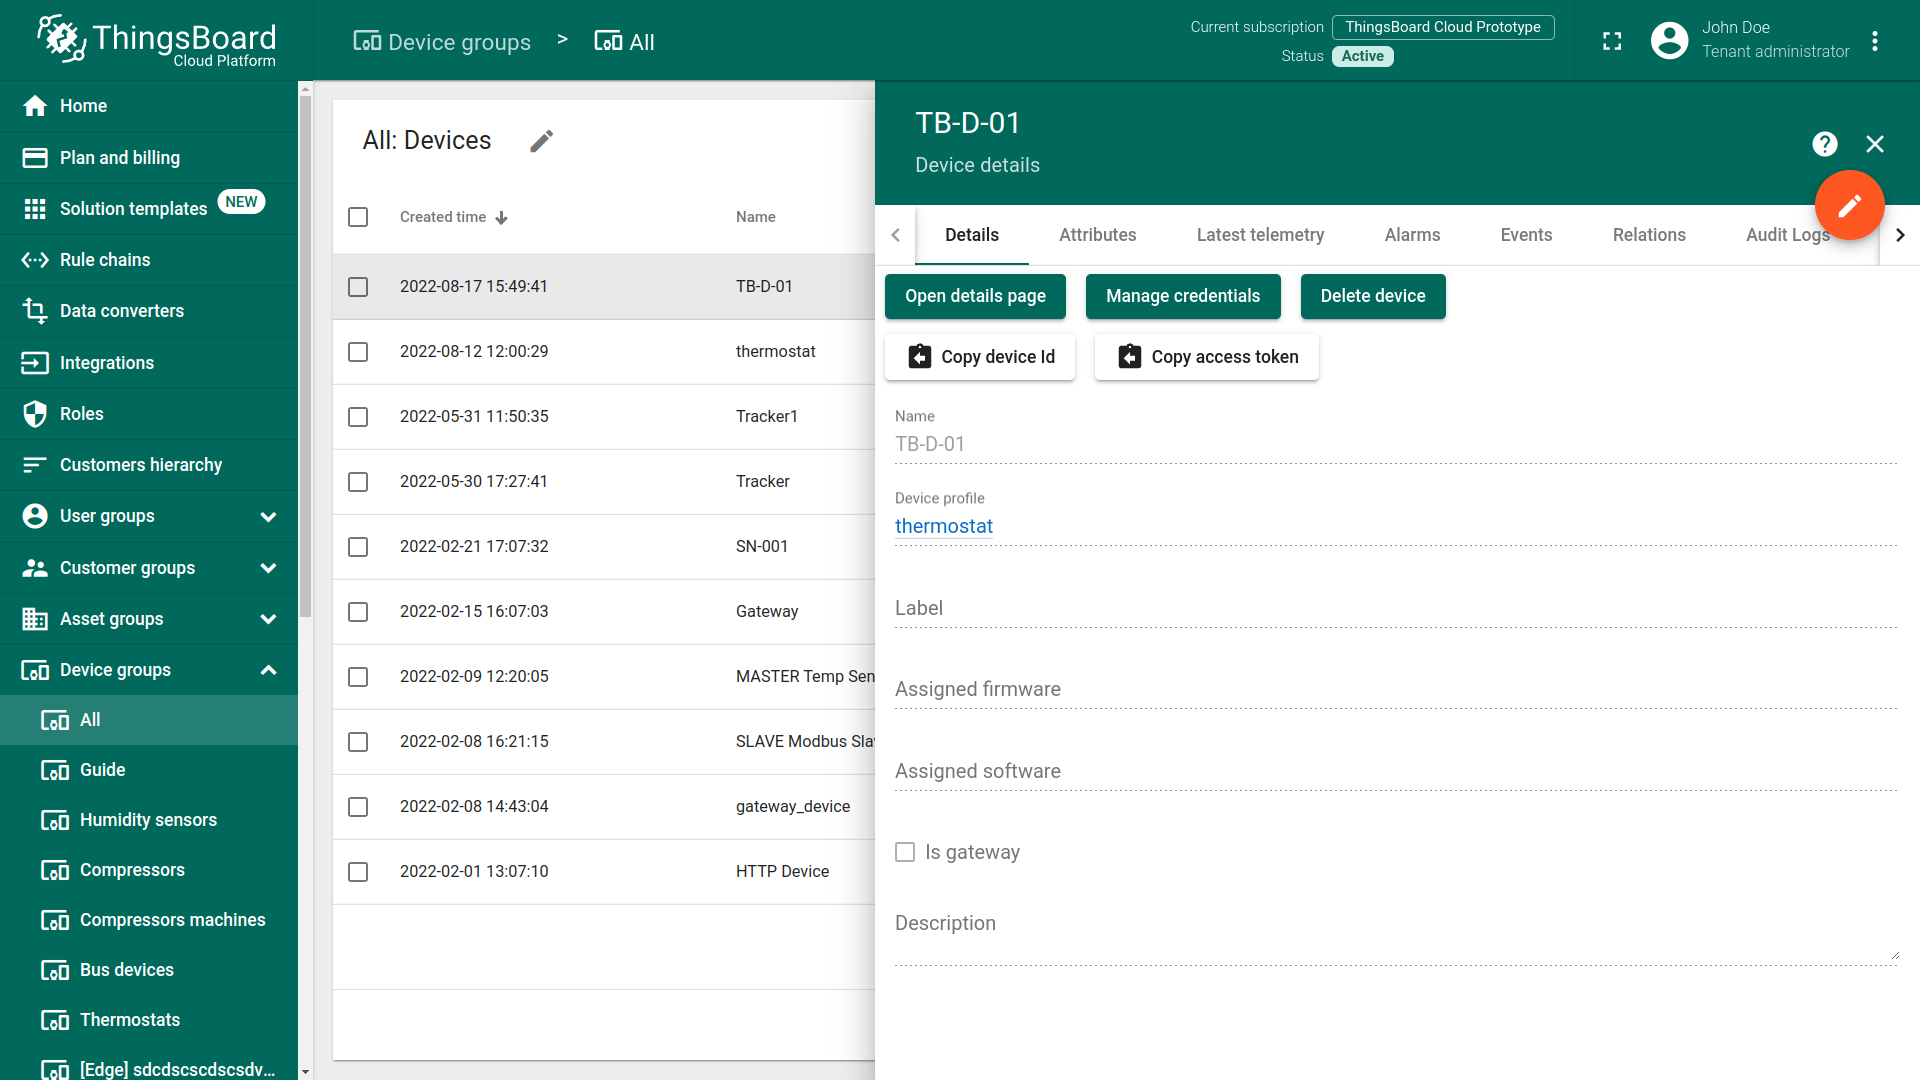 ThingsBoard
Cloud Platform
Device groups > All
Current subscription ThingsBoard Cloud Prototype
Status Active
John Doe
Tenant administrator
Home
Plan and billing
Solution templates NEW
Rule chains
Data converters
Integrations
Roles
Customers hierarchy
User groups
Customer groups
Asset groups
Device groups
All
Guide
Humidity sensors
Compressors
Compressors machines
Bus devices
Thermostats
[Edge] sdcdscscdscsdv...
All: Devices
Created time Name
2022-08-17 15:49:41 TB-D-01
2022-08-12 12:00:29 thermostat
2022-05-31 11:50:35 Tracker1
2022-05-30 17:27:41 Tracker
2022-02-21 17:07:32 SN-001
2022-02-15 16:07:03 Gateway
2022-02-09 12:20:05 MASTER Temp Sen
2022-02-08 16:21:15 SLAVE Modbus Sla
2022-02-08 14:43:04 gateway_device
2022-02-01 13:07:10 HTTP Device
TB-D-01
Device details
Details Attributes Latest telemetry Alarms Events Relations Audit Logs
Open details page Manage credentials Delete device
Copy device Id Copy access token
Name
TB-D-01
Device profile
thermostat
Label
Assigned firmware
Assigned software
Is gateway
Description